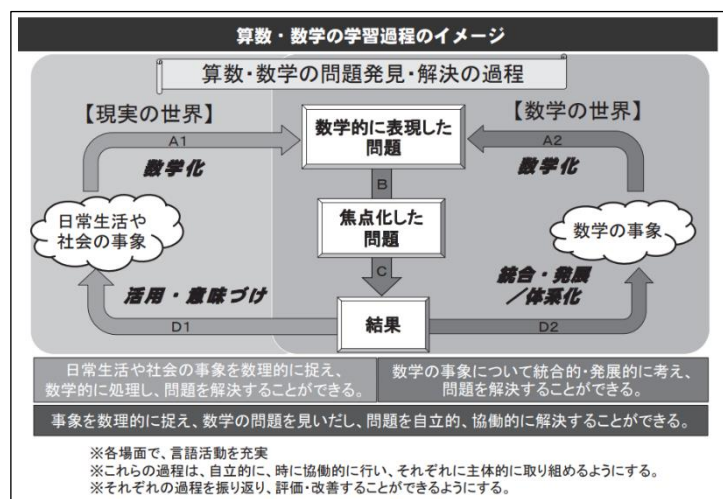 算数・数学の学習過程のイメージ
算数・数学の問題発見・解決の過程
【現実の世界】
【数学の世界】
数学的に表現した
問題
A1
A2
数学化
数学化
B
日常生活や
社会の事象
焦点化した
問題
数学の事象
C
活用・意味づけ
統合・発展
／体系化
結果
D1
D2
日常生活や社会の事象を数理的に捉え、
数学的に処理し、問題を解決することができる。
数学の事象について統合的・発展的に考え、
問題を解決することができる。
事象を数理的に捉え、数学の問題を見いだし、問題を自立的、協働的に解決することができる。
※各場面で、言語活動を充実
※これらの過程は、自立的に、時に協働的に行い、それぞれに主体的に取り組めるようにする。
※それぞれの過程を振り返り、評価・改善することができるようにする。